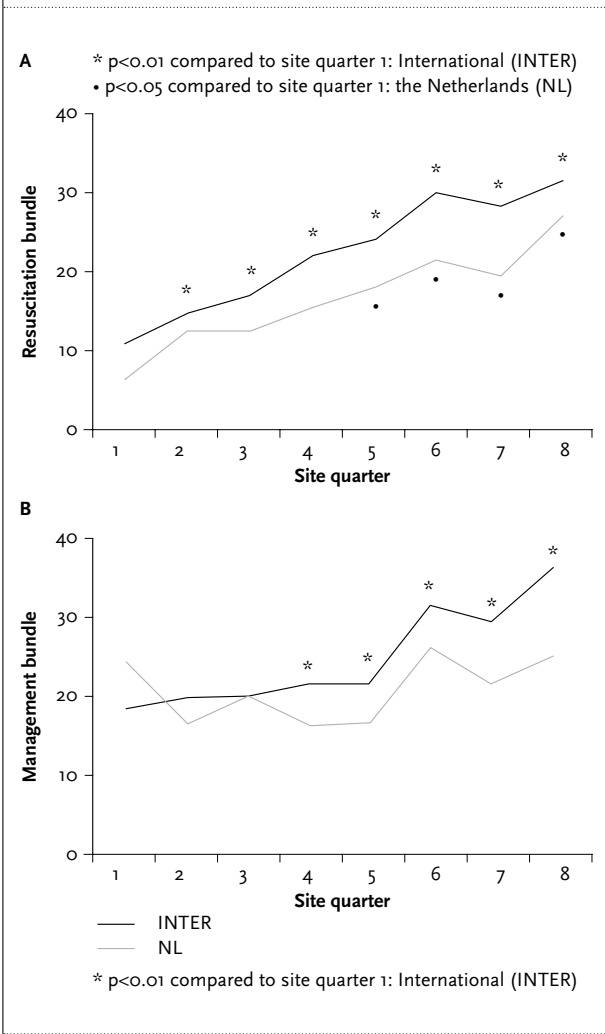 A
* p<0.01 compared to site quarter 1: International (INTER)
• p<0.05 compared to site quarter 1: the Netherlands (NL)
40
30
20
10
0
Resuscitation bundle
* * * * * * *
• • • •
1 2 3 4 5 6 7 8
Site quarter
B
40
30
20
10
0
Management bundle
* * * * *
1 2 3 4 5 6 7 8
Site quarter
INTER
NL
* p<0.01 compared to site quarter 1: International (INTER)